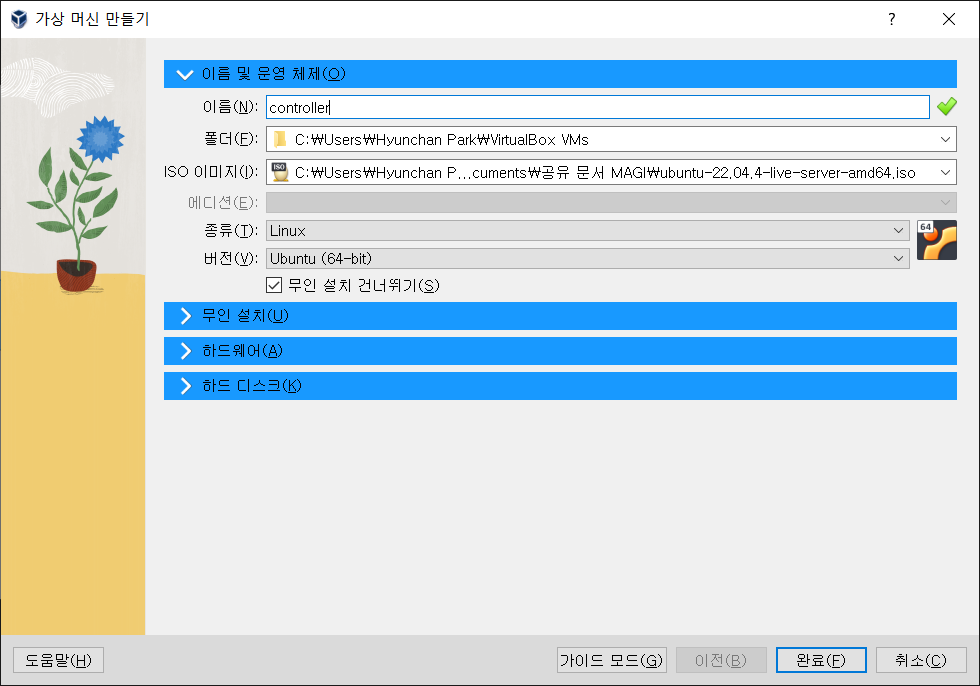 가상 머신 만들기
?
이름 및 운영 체제(O)
이름(N): controller
폴더(F): C:₩Users₩Hyunchan Park₩VirtualBox VMs
ISO 이미지(I): ISO C:₩Users₩Hyunchan P...cuments₩공유 문서 MAGI₩ubuntu-22.04.4-live-server-amd64.iso
에디션(E):
종류(T): Linux 64
버전(V): Ubuntu (64-bit)
무인 설치 건너뛰기(S)
무인 설치(U)
하드웨어(A)
하드 디스크(K)
도움말(H) 가이드 모드(G) 이전(B) 완료(F) 취소(C)